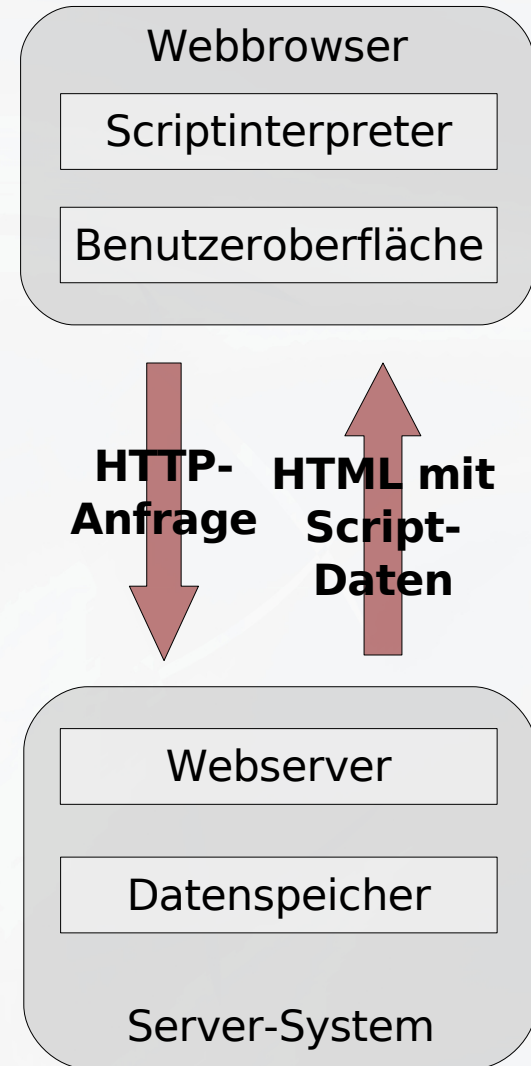 Webbrowser
Scriptinterpreter
Benutzeroberfläche
HTTP-
Anfrage
HTML mit
Script-
Daten
Webserver
Datenspeicher
Server-System